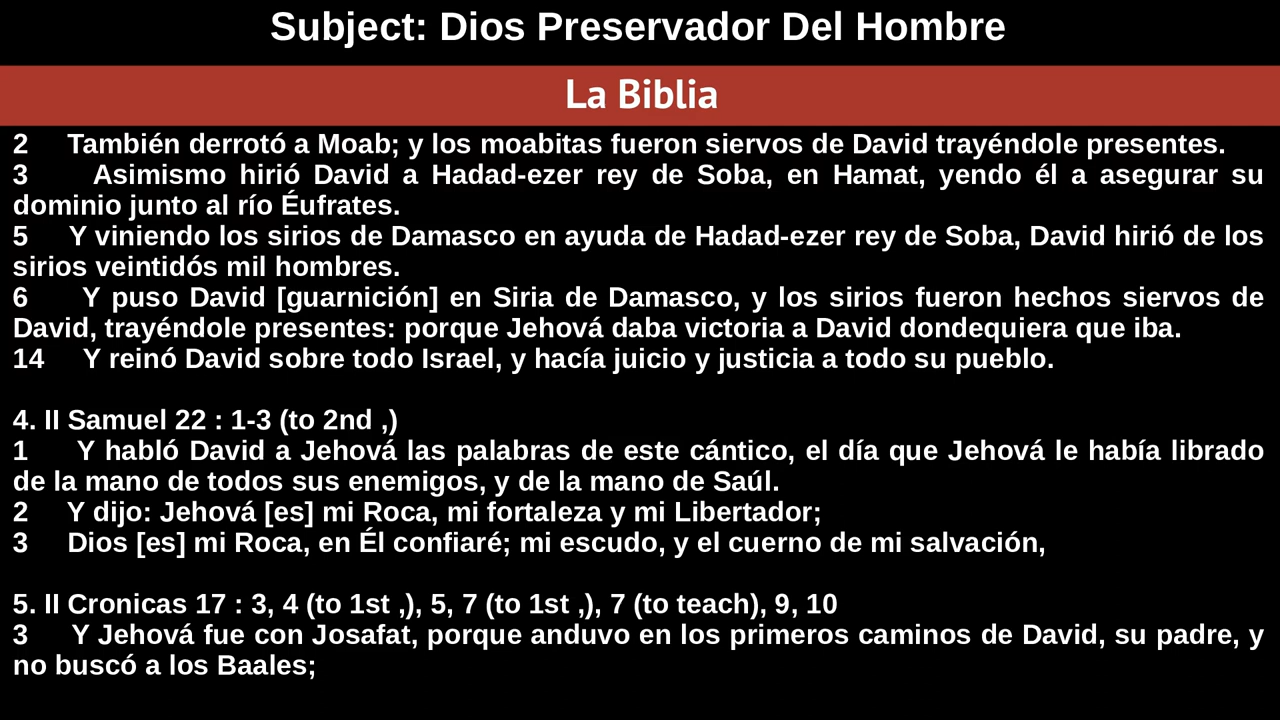 Subject: Dios Preservador Del Hombre
La Biblia
2 También derrotó a Moab; y los moabitas fueron siervos de David trayéndole presentes.
3 Asimismo hirió David a Hadad-ezer rey de Soba, en Hamat, yendo él a asegurar su
dominio junto al río Éufrates.
5 Y viniendo los sirios de Damasco en ayuda de Hadad-ezer rey de Soba, David hirió de los
sirios veintidós mil hombres.
6 Y puso David [guarnición] en Siria de Damasco, y los sirios fueron hechos siervos de
David, trayéndole presentes: porque Jehová daba victoria a David dondequiera que iba.
14 Y reinó David sobre todo Israel, y hacía juicio y justicia a todo su pueblo.
4. II Samuel 22 : 1-3 (to 2nd ,)
1 Y habló David a Jehová las palabras de este cántico, el día que Jehová le había librado
de la mano de todos sus enemigos, y de la mano de Saúl.
2 Y dijo: Jehová [es] mi Roca, mi fortaleza y mi Libertador;
3 Dios [es] mi Roca, en Él confiaré; mi escudo, y el cuerno de mi salvación,
5. II Cronicas 17 : 3, 4 (to 1st ,), 5, 7 (to 1st ,), 7 (to teach), 9, 10
3 Y Jehová fue con Josafat, porque anduvo en los primeros caminos de David, su padre, y
no buscó a los Baales;